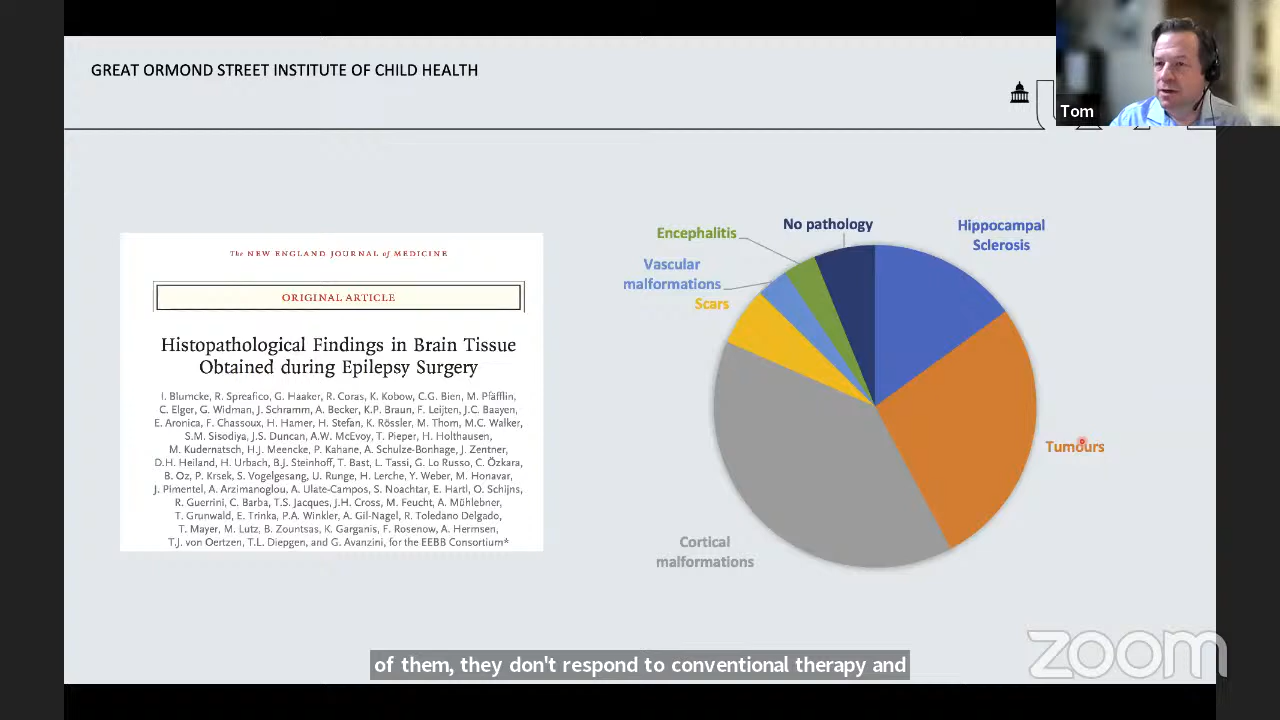 GREAT ORMOND STREET INSTITUTE OF CHILD HEALTH
Tom
The NEW ENGLAND JOURNAL of MEDICINE
ORIGINAL ARTICLE
Histopathological Findings in Brain Tissue
Obtained during Epilepsy Surgery
I. Blumcke, R. Spreafico, G. Haaker, R. Coras, K. Kobow, C.G. Bien, M. Pfäfflin,
C. Elger, G. Widman, J. Schramm, A. Becker, K.P. Braun, F. Leijten, J.C. Baayen,
E. Aronica, F. Chassoux, H. Hamer, H. Stefan, K. Rössler, M. Thom, M.C. Walker,
S.M. Sisodiya, J.S. Duncan, A.W. McEvoy, T. Pieper, H. Holthausen,
M. Kudernatsch, H.J. Meencke, P. Kahane, A. Schulze-Bonhage, J. Zentner,
D.H. Heiland, H. Urbach, B.J. Steinhoff, T. Bast, L. Tassi, G. Lo Russo, C. Özkara,
B. Oz, P. Krsek, S. Vogelgesang, U. Runge, H. Lerche, Y. Weber, M. Honavar,
J. Pimentel, A. Arzimanoglou, A. Ulate-Campos, S. Noachtar, E. Hartl, O. Schijns,
R. Guerrini, C. Barba, T.S. Jacques, J.H. Cross, M. Feucht, A. Mühlebner,
T. Grunwald, E. Trinka, P.A. Winkler, A. Gil-Nagel, R. Toledano Delgado,
T. Mayer, M. Lutz, B. Zountsas, K. Garganis, F. Rosenow, A. Hermsen,
T.J. von Oertzen, T.L. Diepgen, and G. Avanzini, for the EEBB Consortium*
No pathology
Hippocampal
Sclerosis
Encephalitis
Vascular
malformations
Scars
Tumours
Cortical
malformations
of them, they don't respond to conventional therapy and
zoom